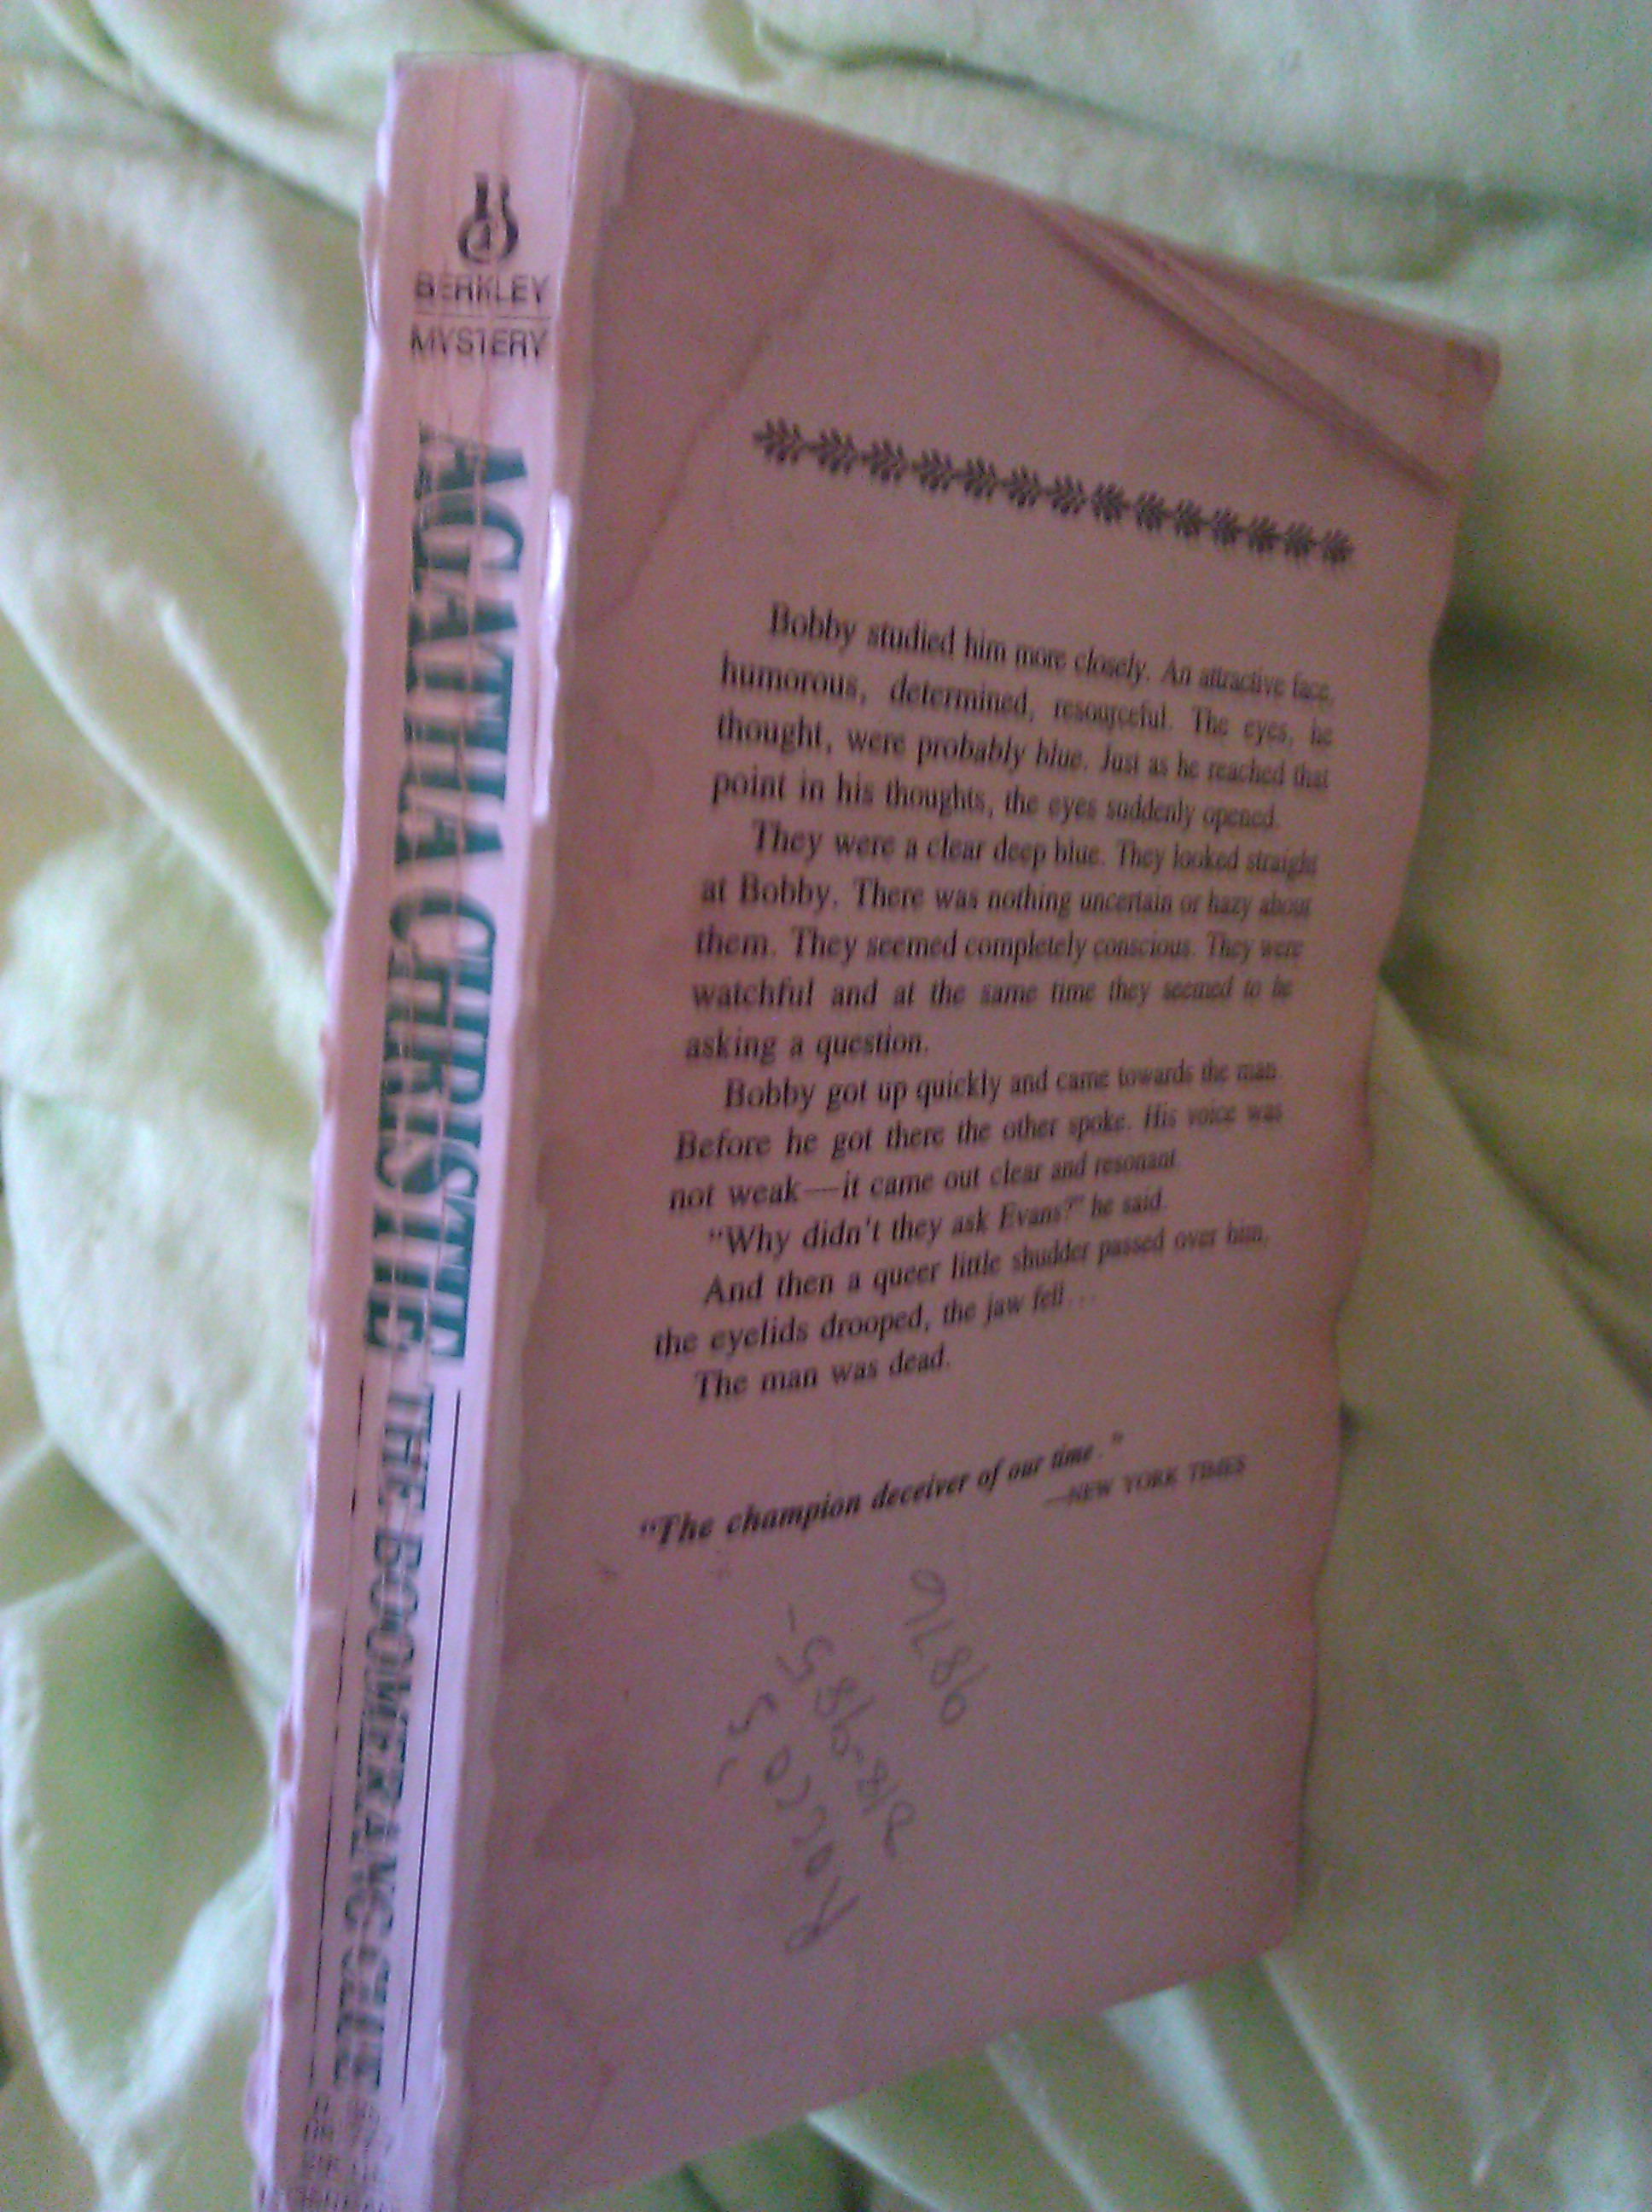 BERKLEY
MYSTERY
AGATHA CHRISTIE THE BOOMERANG CLUE
Bobby studied him more closely. An attractive face,
humorous, determined, resourceful. The eyes, he
thought, were probably blue. Just as he reached that
point in his thoughts, the eyes suddenly opened.
They were a clear deep blue. They looked straight
at Bobby. There was nothing uncertain or hazy about
them. They seemed completely conscious. They were
watchful and at the same time they seemed to be
asking a question.
Bobby got up quickly and came towards the man.
Before he got there the other spoke. His voice was
not weak—it came out clear and resonant.
“Why didn't they ask Evans?” he said.
And then a queer little shudder passed over him,
the eyelids drooped, the jaw fell...
The man was dead.
“The champion deceiver of our time.”
—NEW YORK TIMES